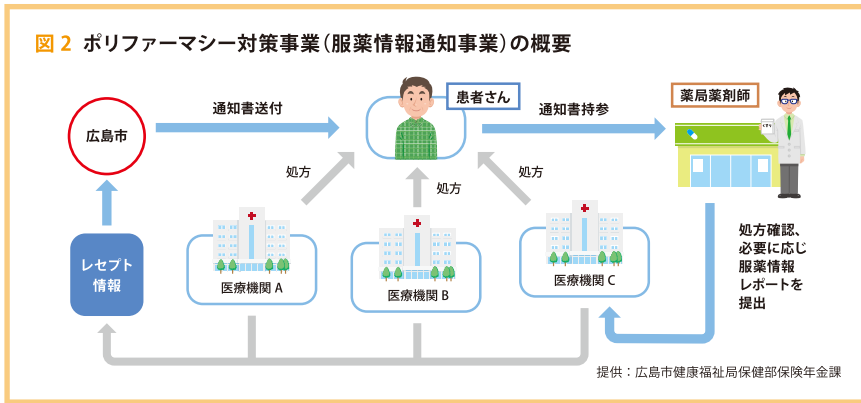 図 2 ポリファーマシー対策事業（服薬情報通知事業）の概要
広島市
通知書送付
患者さん
通知書持参
薬局薬剤師
処方
処方
処方
レセプト
情報
医療機関 A
医療機関 B
医療機関 C
処方確認、
必要に応じ
服薬情報
レポートを
提出
提供：広島市健康福祉局保健部保険年金課